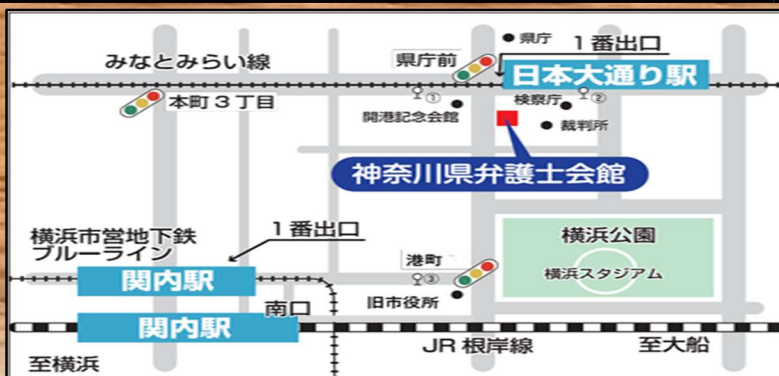 県庁
1番出口
みなとみらい線
県庁前
日本大通り駅
本町3丁目
①
開港記念会館
検察庁
②
裁判所
神奈川県弁護士会館
横浜市営地下鉄
ブルーライン
1番出口
関内駅
港町
③
旧市役所
横浜公園
横浜スタジアム
南口
関内駅
至横浜
JR根岸線
至大船